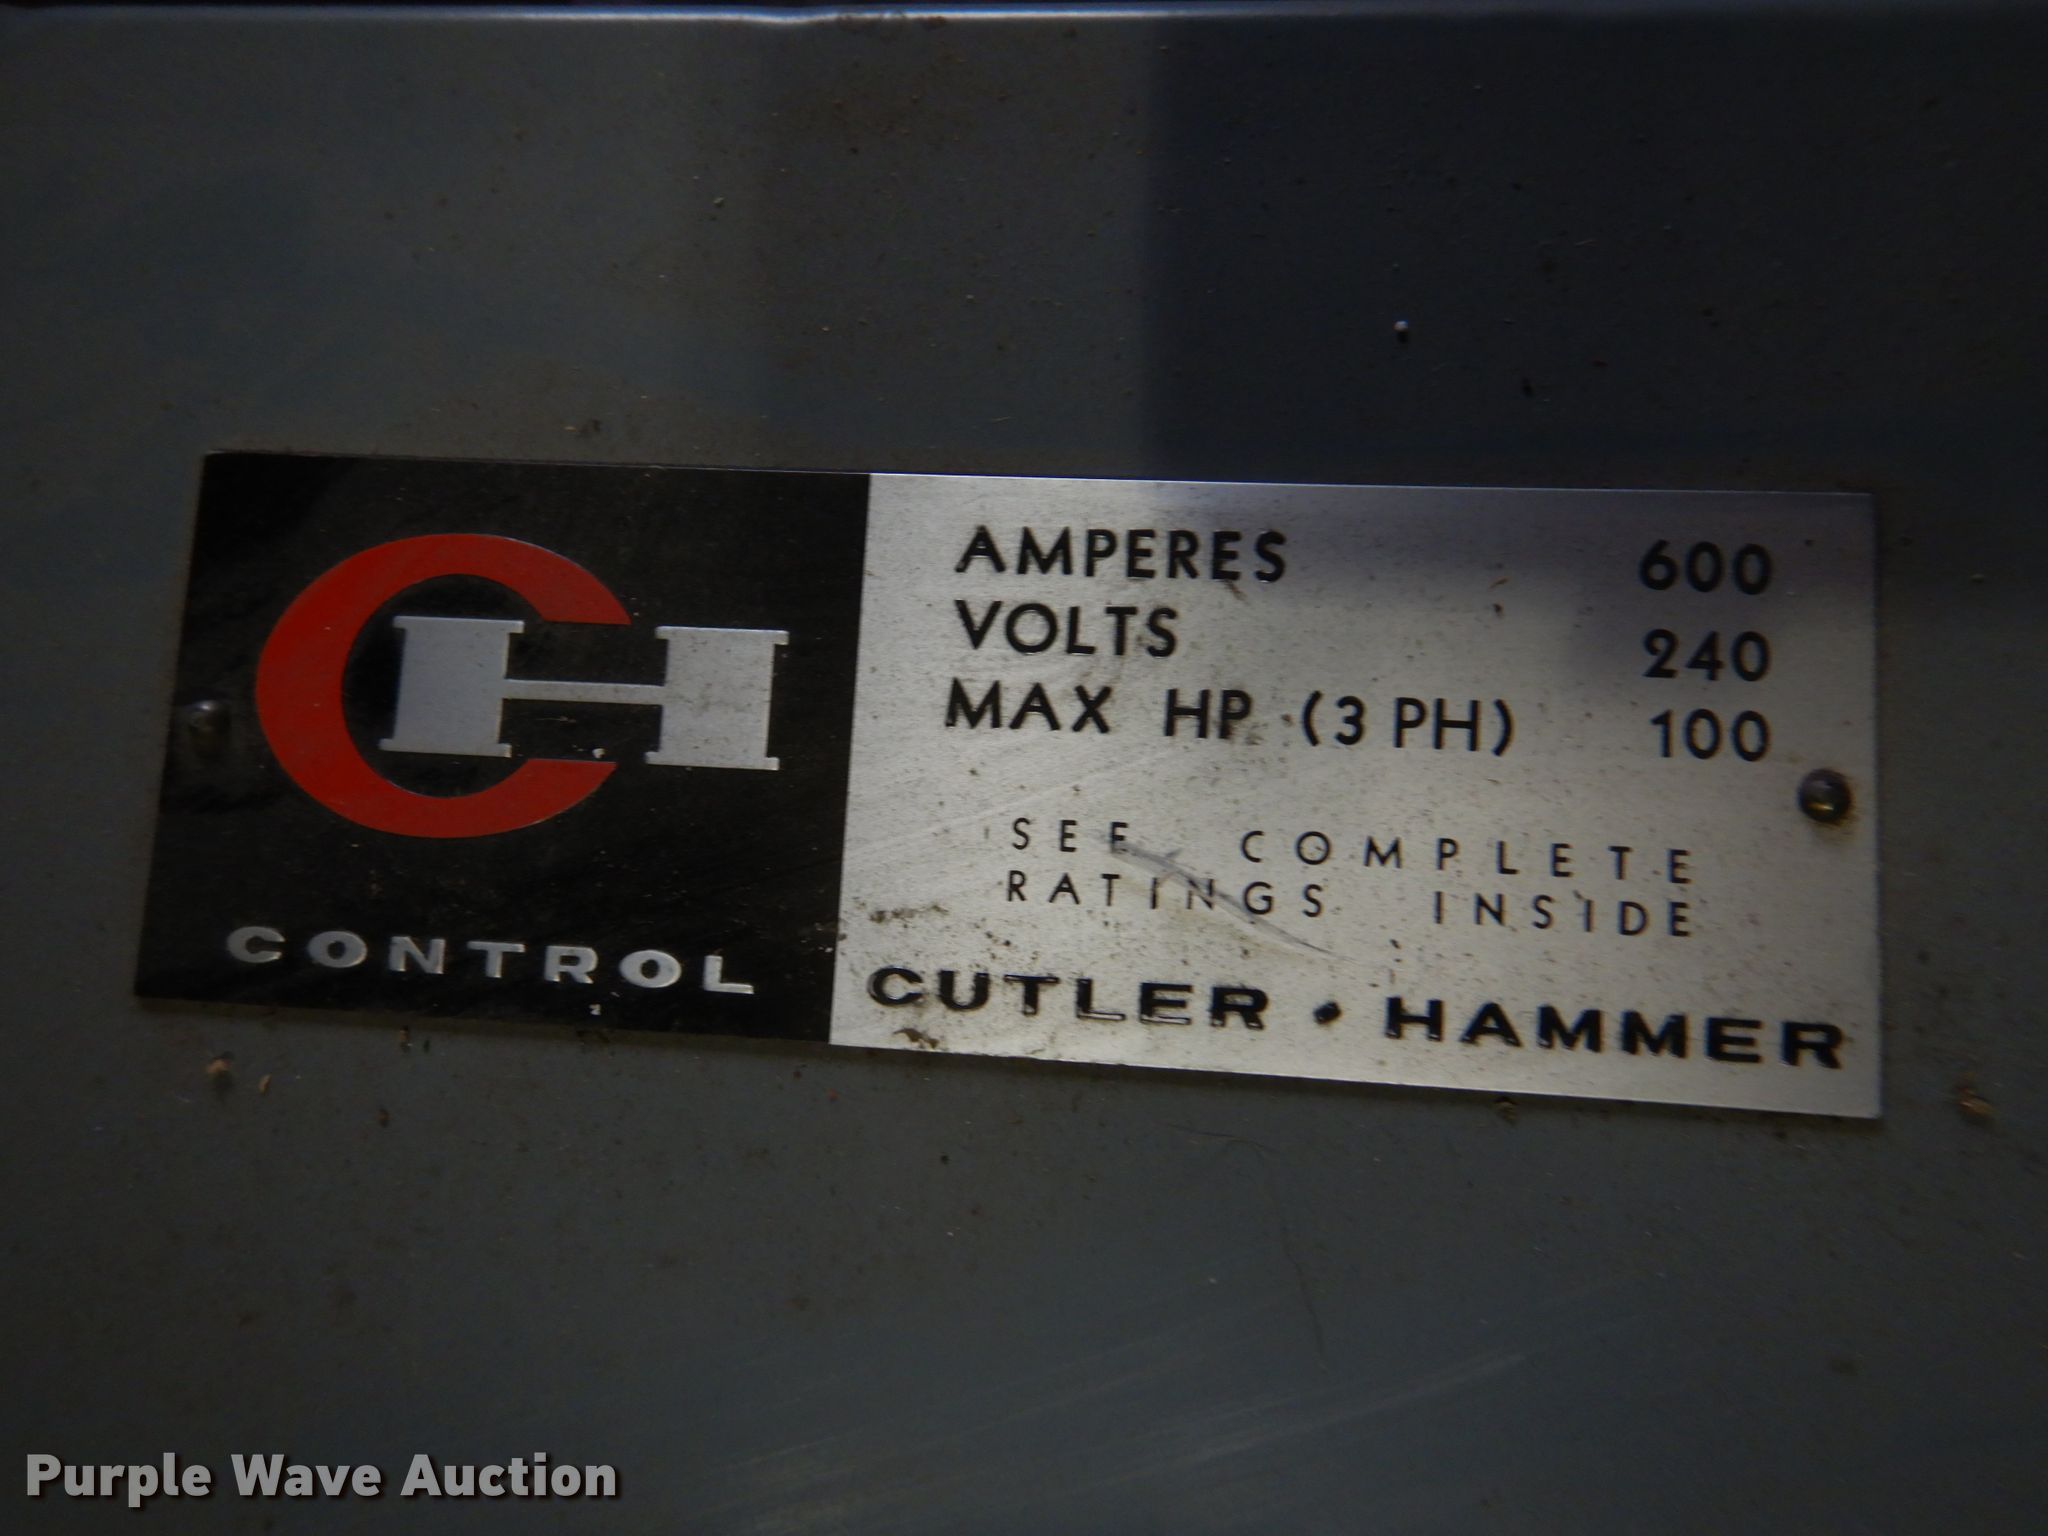 CH
CONTROL
AMPERES 600
VOLTS 240
MAX HP (3 PH) 100
SEE COMPLETE
RATINGS INSIDE
CUTLER • HAMMER
Purple Wave Auction